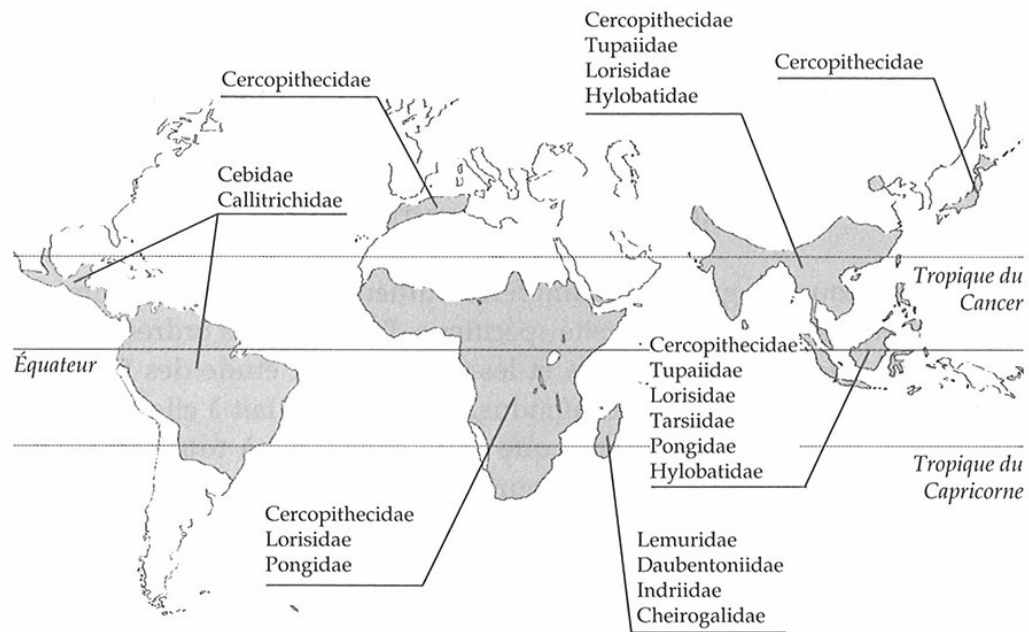 Cercopithecidae
Tupaiidae
Lorisidae
Hylobatidae
Cercopithecidae
Cercopithecidae
Cebidae
Callitrichidae
Tropique du
Cancer
Équateur
Cercopithecidae
Tupaiidae
Lorisidae
Tarsiidae
Pongidae
Hylobatidae
Tropique du
Capricorne
Cercopithecidae
Lorisidae
Pongidae
Lemuridae
Daubentoniidae
Indriidae
Cheirogalidae